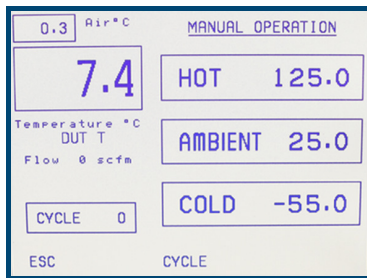 0.3 Air°C
7.4
Temperature °C
DUT T
Flow 0 scfm
CYCLE 0
ESC
MANUAL OPERATION
HOT 125.0
AMBIENT 25.0
COLD -55.0
CYCLE